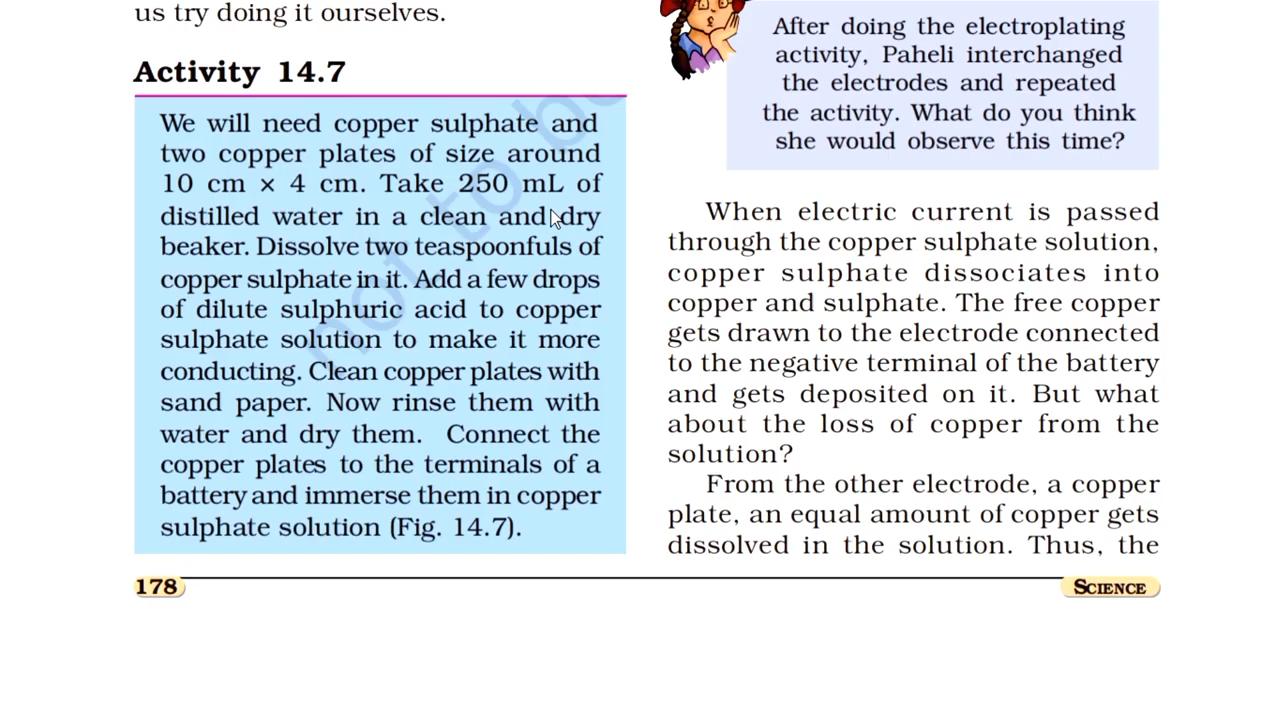 us try doing it ourselves.
Activity 14.7
We will need copper sulphate and
two copper plates of size around
10 cm × 4 cm. Take 250 mL of
distilled water in a clean and dry
beaker. Dissolve two teaspoonfuls of
copper sulphate in it. Add a few drops
of dilute sulphuric acid to copper
sulphate solution to make it more
conducting. Clean copper plates with
sand paper. Now rinse them with
water and dry them. Connect the
copper plates to the terminals of a
battery and immerse them in copper
sulphate solution (Fig. 14.7).
not to be
After doing the electroplating
activity, Paheli interchanged
the electrodes and repeated
the activity. What do you think
she would observe this time?
When electric current is passed
through the copper sulphate solution,
copper sulphate dissociates into
copper and sulphate. The free copper
gets drawn to the electrode connected
to the negative terminal of the battery
and gets deposited on it. But what
about the loss of copper from the
solution?
From the other electrode, a copper
plate, an equal amount of copper gets
dissolved in the solution. Thus, the
178
SCIENCE